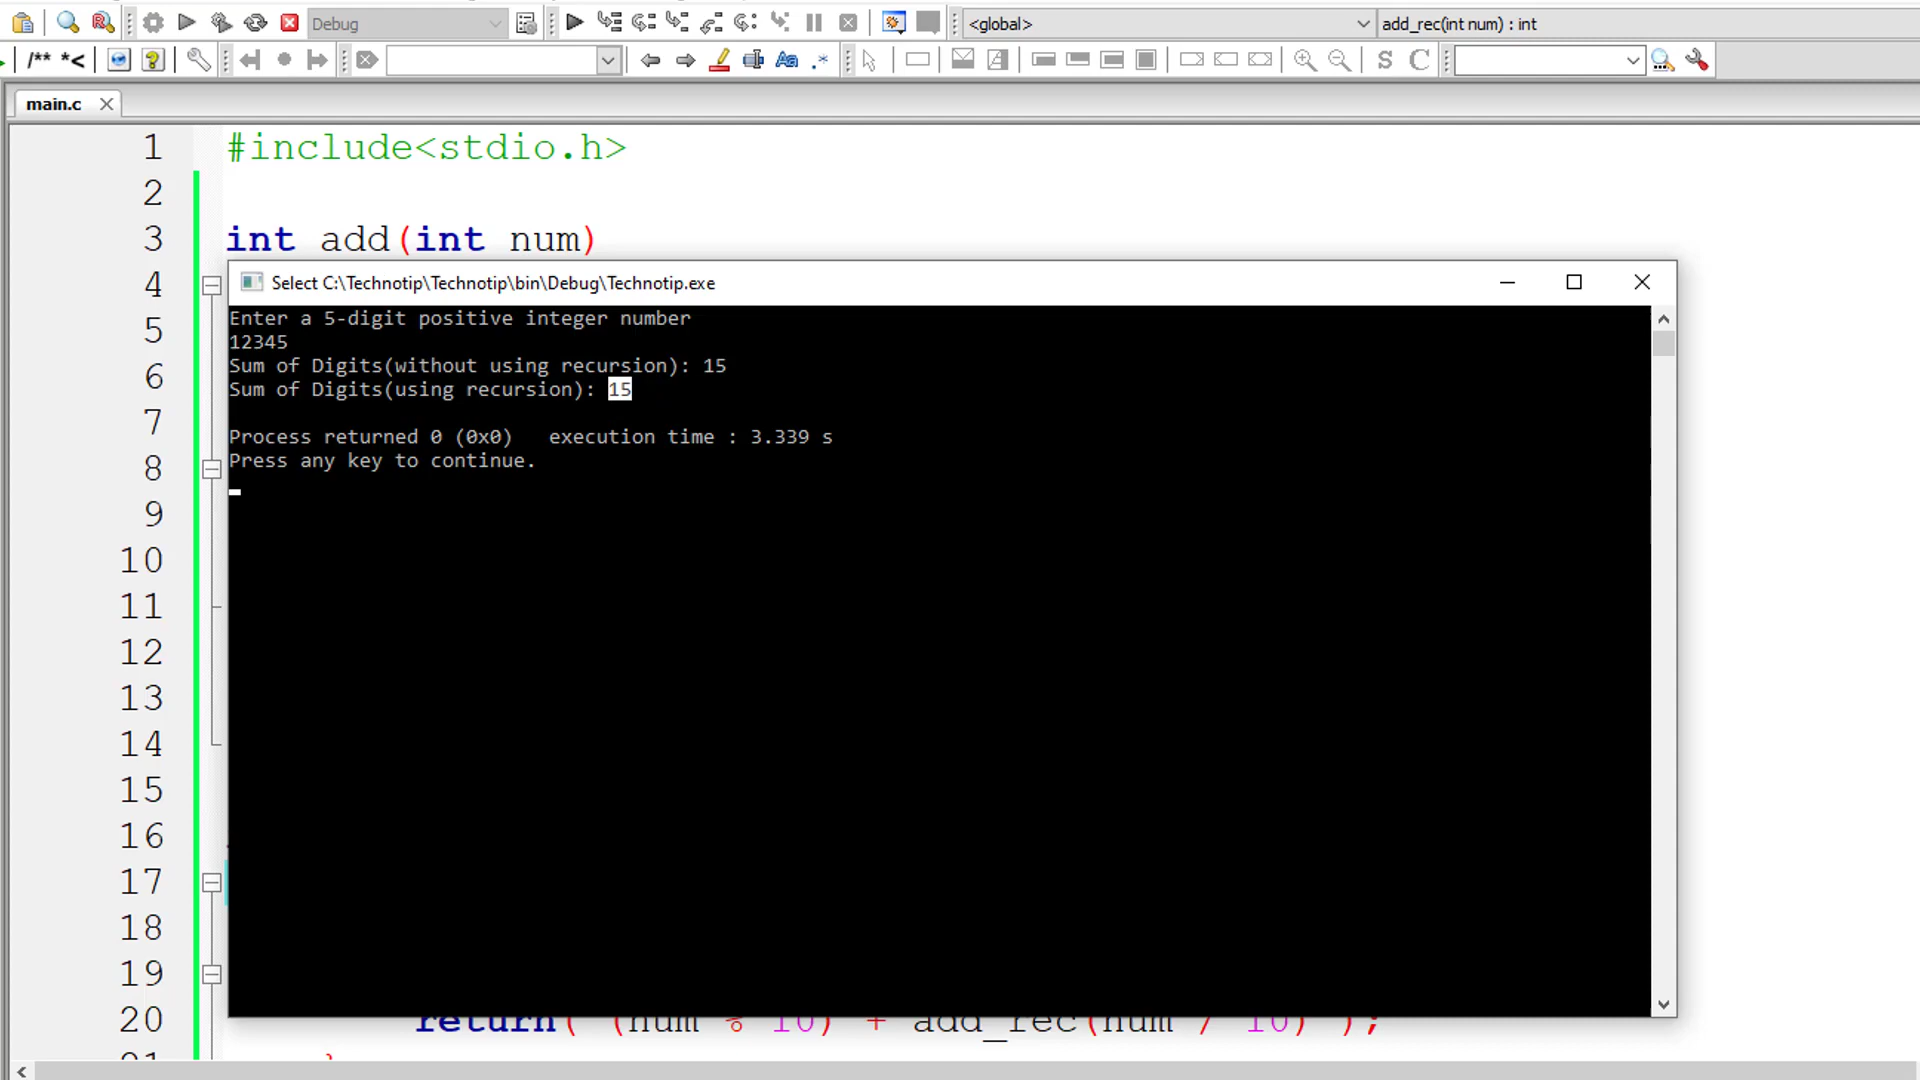 Debug
<global>
add_rec(int num) : int
/** *<
Aa .*
S C
main.c
1 #include<stdio.h>
2
3 int add(int num)
4
Select C:\Technotip\Technotip\bin\Debug\Technotip.exe
Enter a 5-digit positive integer number
12345
Sum of Digits(without using recursion): 15
Sum of Digits(using recursion): 15
Process returned 0 (0x0)   execution time : 3.339 s
Press any key to continue.
5
6
7
8
9
10
11
12
13
14
15
16
17
18
19
20 return( (num % 10) + add_rec(num / 10) );
21 }